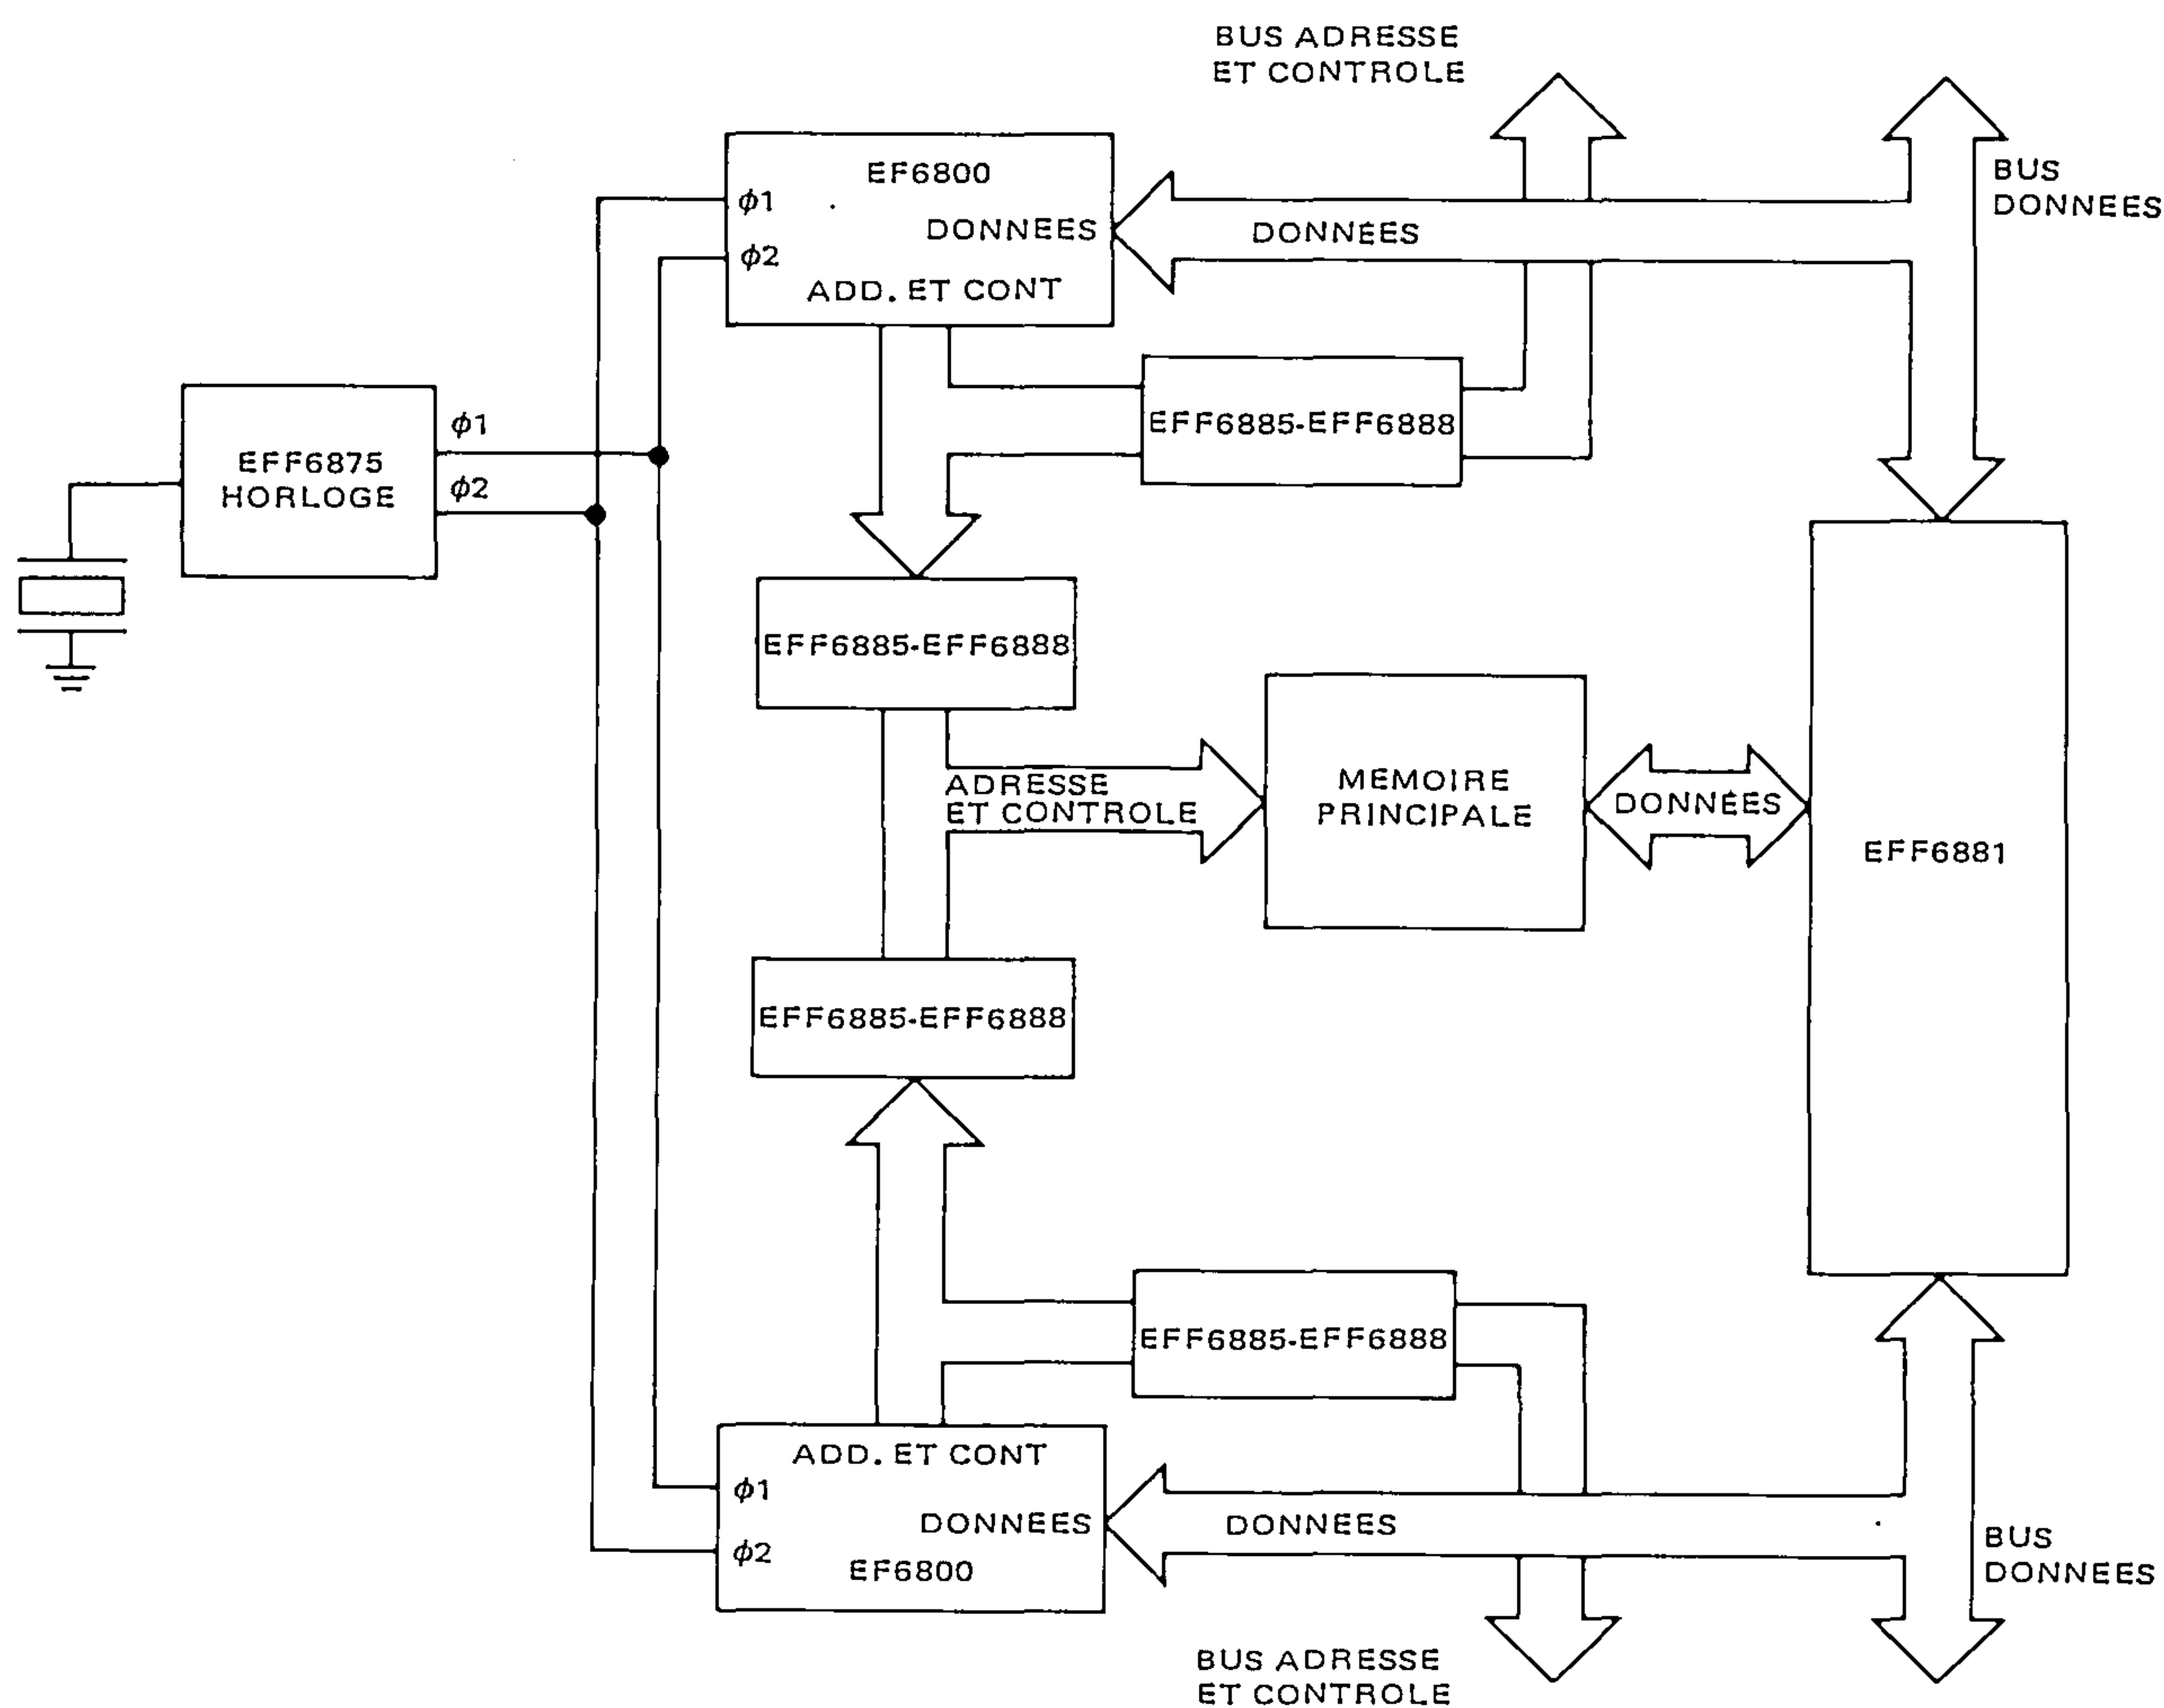 BUS ADRESSE
ET CONTROLE
BUS
DONNEES
EF6800
ϕ1
DONNEES
ϕ2
ADD. ET CONT
DONNÉES
EFF6885-EFF6888
EFF6875
HORLOGE
ϕ1
ϕ2
EFF6885-EFF6888
ADRESSE
ET CONTROLE
MEMOIRE
PRINCIPALE
DONNÉES
EFF6881
EFF6885-EFF6888
EFF6885-EFF6888
ADD. ET CONT
ϕ1
DONNEES
ϕ2
EF6800
DONNEES
BUS
DONNEES
BUS ADRESSE
ET CONTROLE